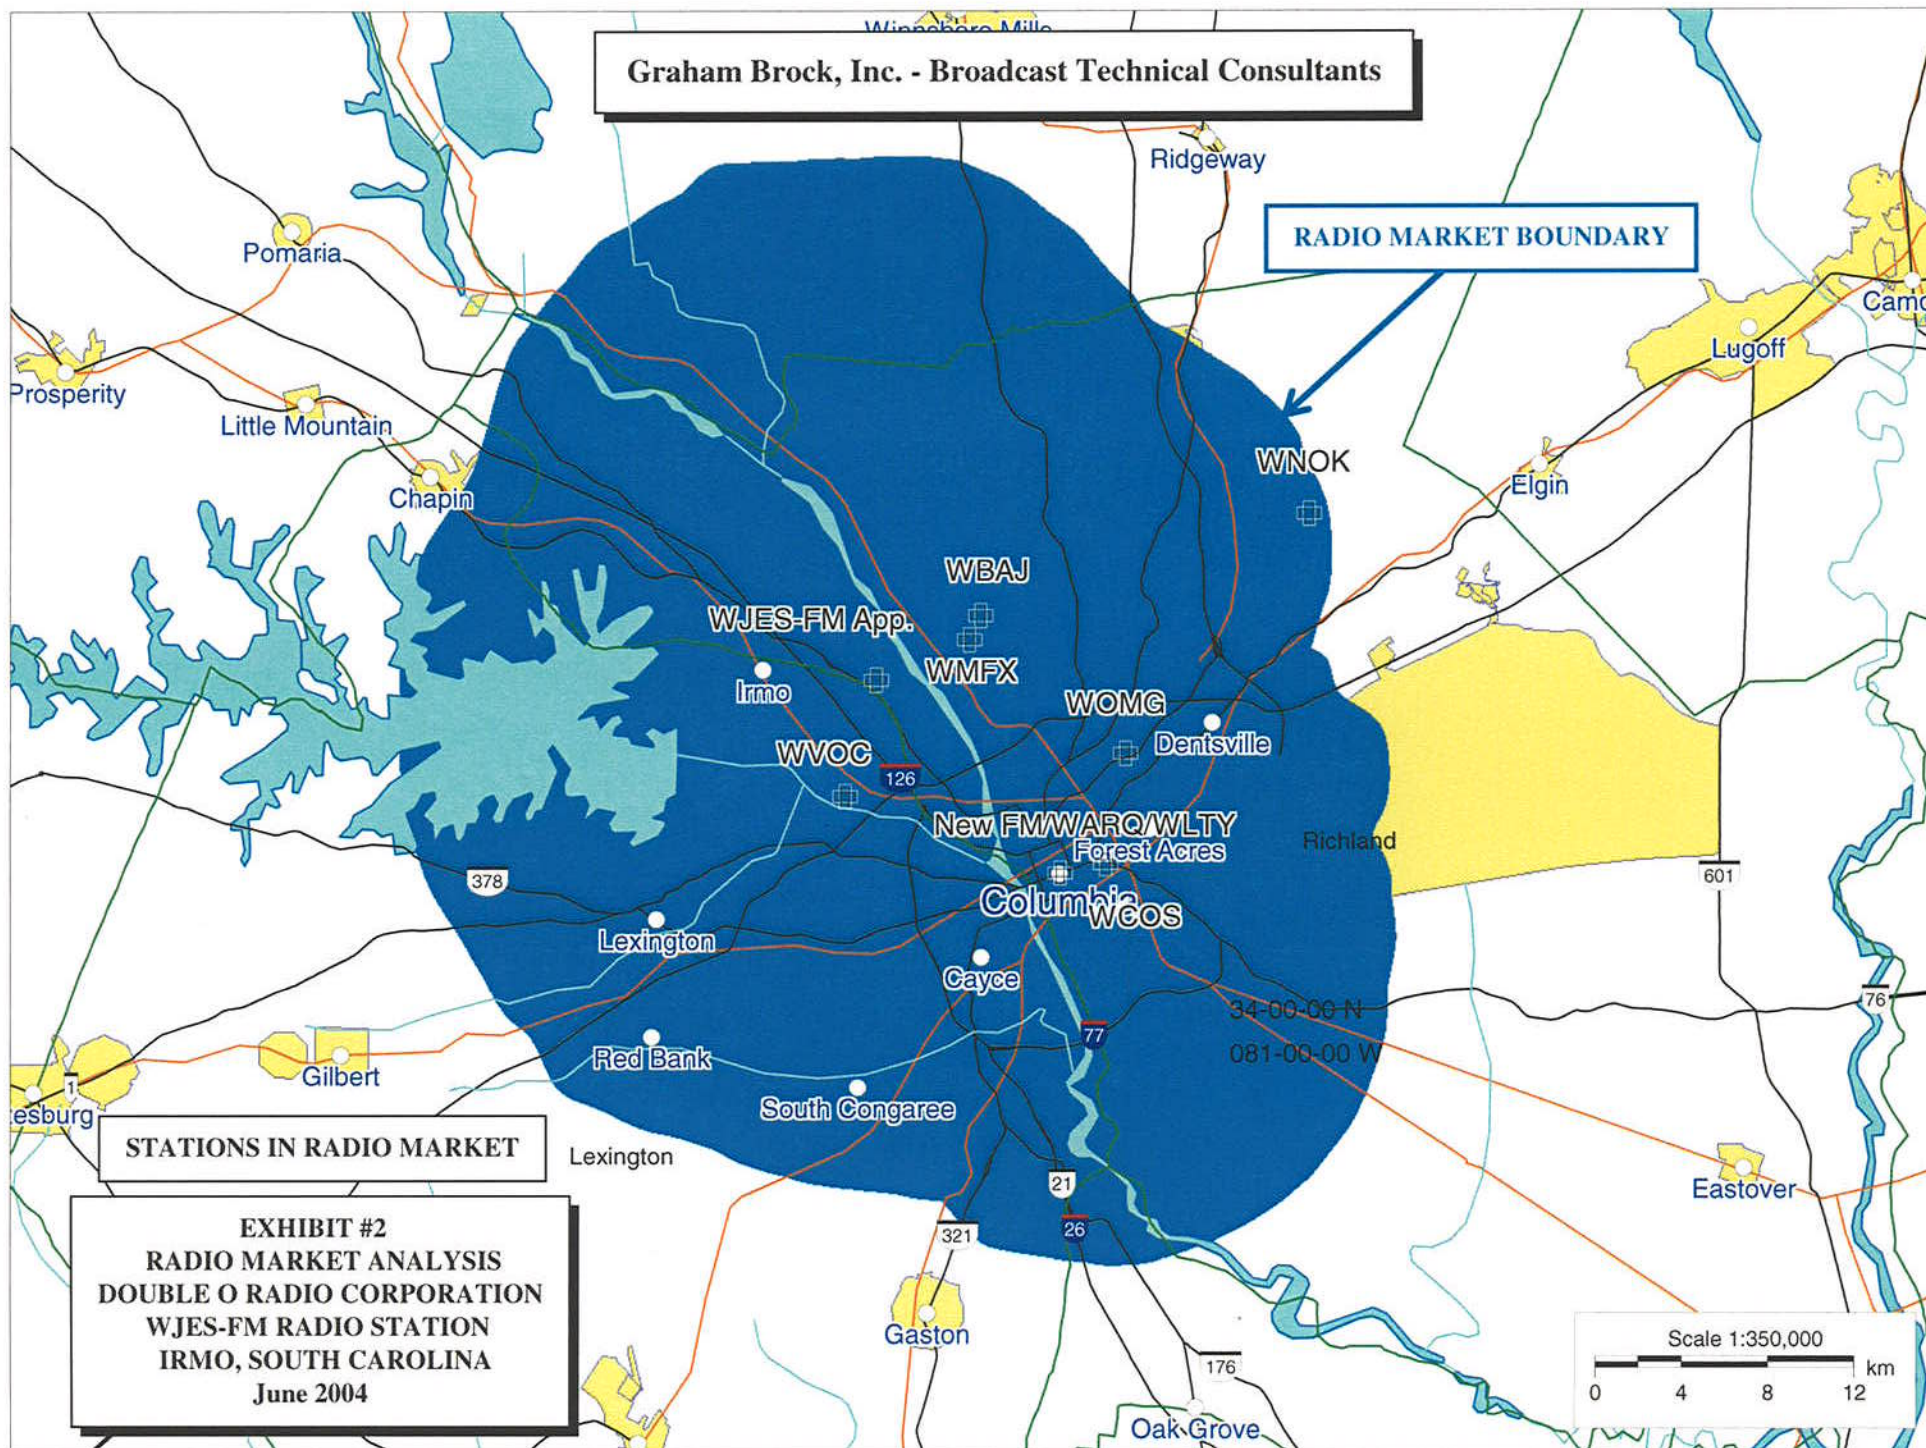 Winnsboro Mills
Graham Brock, Inc. - Broadcast Technical Consultants
Ridgeway
RADIO MARKET BOUNDARY
Pomaria
Lugoff
Prosperity
Little Mountain
Chapin
WNOK
Elgin
WBAJ
WJES-FM App.
WMFX
Irmo
WOMG
Dentsville
WVOC
126
New FM/WARQ/WLTY
Forest Acres
Richland
378
601
Columbia
WCOS
Lexington
Cayce
34-00-00 N
76
081-00-00 W
77
Red Bank
Gilbert
1
esburg
South Congaree
STATIONS IN RADIO MARKET
Lexington
21
Eastover
26
321
EXHIBIT #2
RADIO MARKET ANALYSIS
DOUBLE O RADIO CORPORATION
WJES-FM RADIO STATION
IRMO, SOUTH CAROLINA
June 2004
Gaston
176
Oak Grove
Scale 1:350,000
km
0 4 8 12